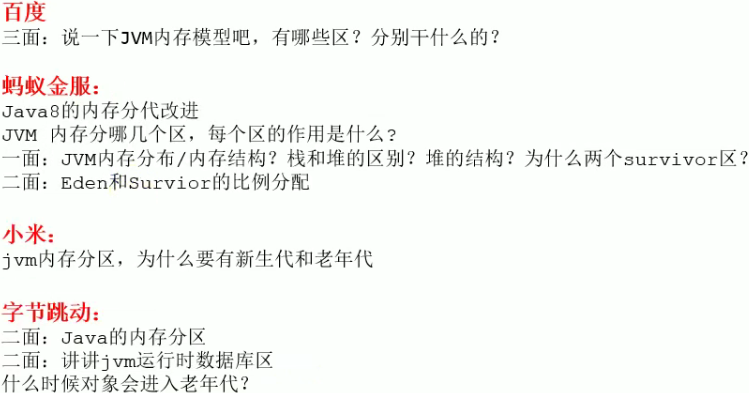 百度
三面：说一下JVM内存模型吧，有哪些区？分别干什么的？
蚂蚁金服：
Java8的内存分代改进
JVM 内存分哪几个区，每个区的作用是什么?
一面：JVM内存分布/内存结构？栈和堆的区别？堆的结构？为什么两个survivor区？
二面：Eden和Survior的比例分配
小米：
jvm内存分区，为什么要有新生代和老年代
字节跳动：
二面：Java的内存分区
二面：讲讲jvm运行时数据库区
什么时候对象会进入老年代？